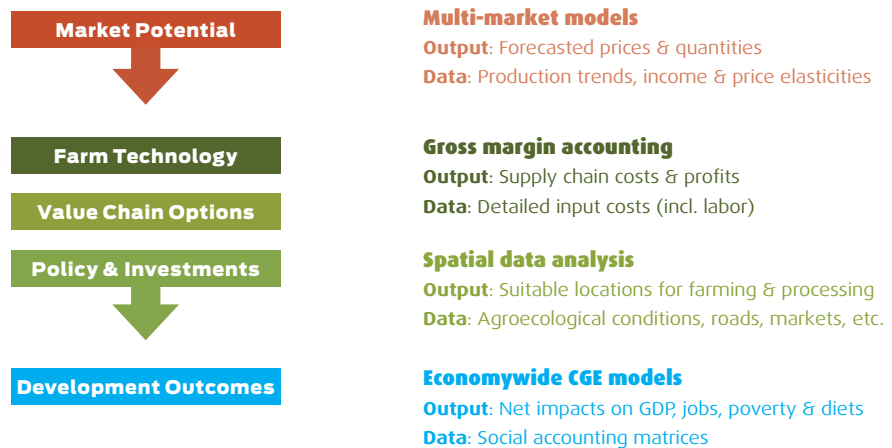 Market Potential
Multi-market models
Output: Forecasted prices & quantities
Data: Production trends, income & price elasticities
Farm Technology
Gross margin accounting
Output: Supply chain costs & profits
Value Chain Options
Data: Detailed input costs (incl. labor)
Policy & Investments
Spatial data analysis
Output: Suitable locations for farming & processing
Data: Agroecological conditions, roads, markets, etc.
Development Outcomes
Economywide CGE models
Output: Net impacts on GDP, jobs, poverty & diets
Data: Social accounting matrices